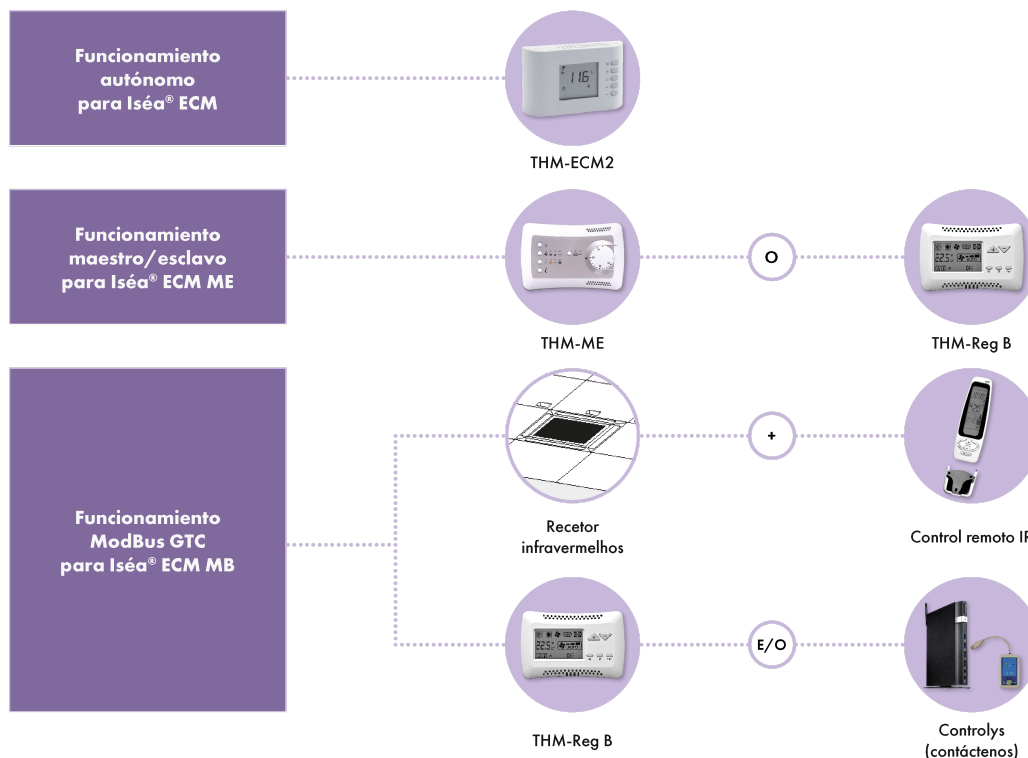 Funcionamiento
autónomo
para Iséa® ECM
THM-ECM2
Funcionamiento
maestro/esclavo
para Iséa® ECM ME
THM-ME
O
THM-Reg B
Funcionamiento
ModBus GTC
para Iséa® ECM MB
Recetor
infravermelhos
+
Control remoto IR
THM-Reg B
E/O
Controlys
(contáctenos)